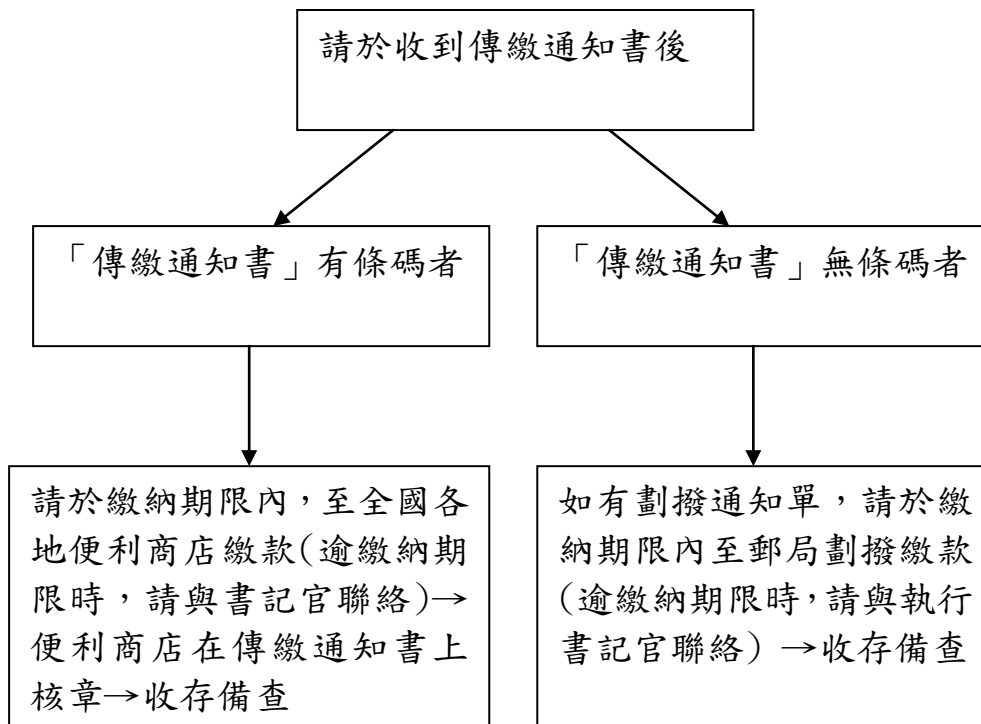 請於收到傳繳通知書後
「傳繳通知書」有條碼者
「傳繳通知書」無條碼者
請於繳納期限內，至全國各
地便利商店繳款(逾繳納期
限時，請與書記官聯絡)→
便利商店在傳繳通知書上
核章→收存備查
如有劃撥通知單，請於繳
納期限內至郵局劃撥繳款
(逾繳納期限時，請與執行
書記官聯絡) →收存備查